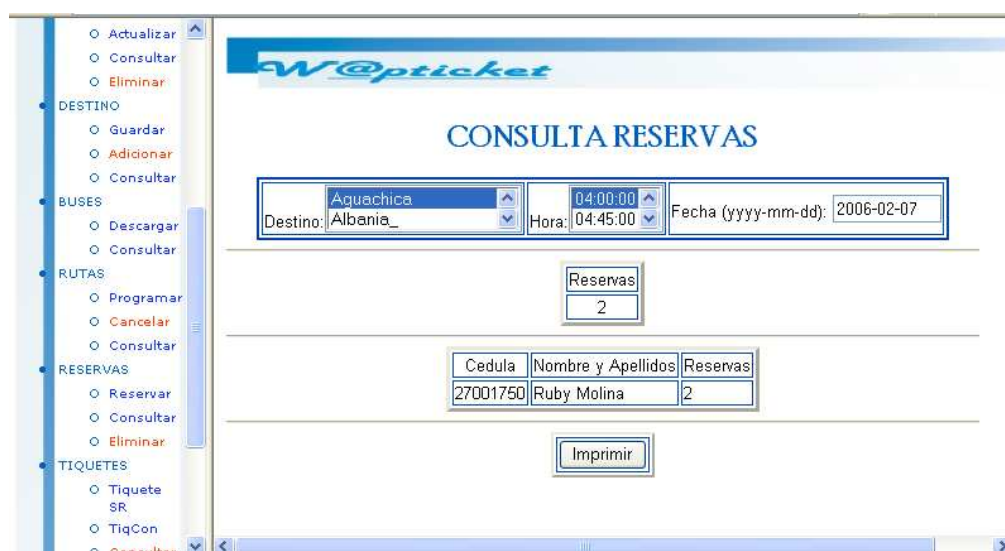 Actualizar
Consultar
Eliminar
DESTINO
Guardar
Adicionar
Consultar
BUSES
Descargar
Consultar
RUTAS
Programar
Cancelar
Consultar
RESERVAS
Reservar
Consultar
Eliminar
TIQUETES
Tiquete
SR
TiqCon
W@pticket
CONSULTA RESERVAS
Destino: Aguachica Albania_ Hora: 04:00:00 04:45:00 Fecha (yyyy-mm-dd): 2006-02-07
Reservas
2
Cedula Nombre y Apellidos Reservas
27001750 Ruby Molina 2
Imprimir